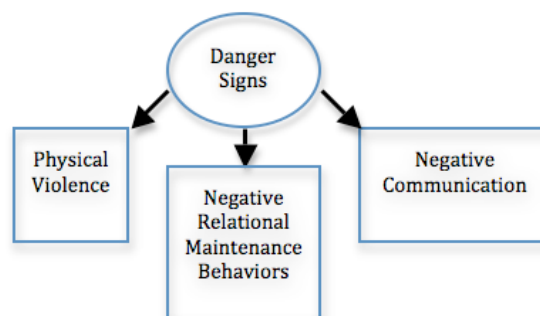 Danger
Signs
Physical
Violence
Negative
Relational
Maintenance
Behaviors
Negative
Communication